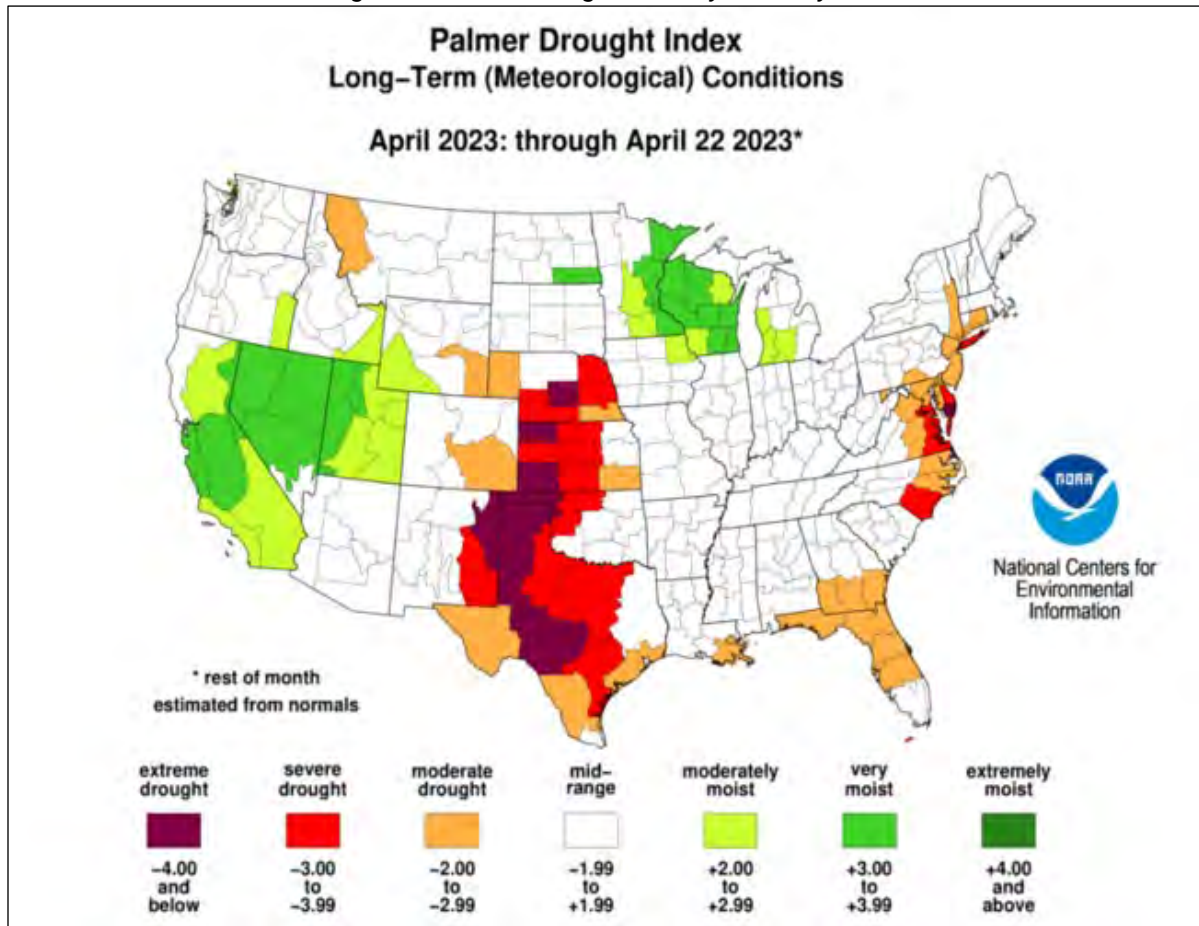 Palmer Drought Index
Long-Term (Meteorological) Conditions
April 2023: through April 22 2023*
NOAA
National Centers for
Environmental
Information
* rest of month
estimated from normals
extreme drought
severe drought
moderate drought
mid-range
moderately moist
very moist
extremely moist
-4.00 and below
-3.00 to -3.99
-2.00 to -2.99
-1.99 to +1.99
+2.00 to +2.99
+3.00 to +3.99
+4.00 and above